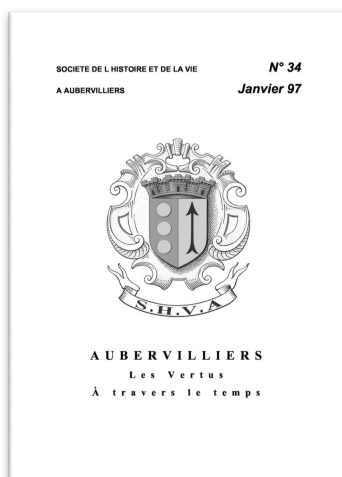 SOCIETE DE L HISTOIRE ET DE LA VIE
N° 34
A AUBERVILLIERS
Janvier 97
S.H.V.A
AUBERVILLIERS
Les Vertus
À travers le temps